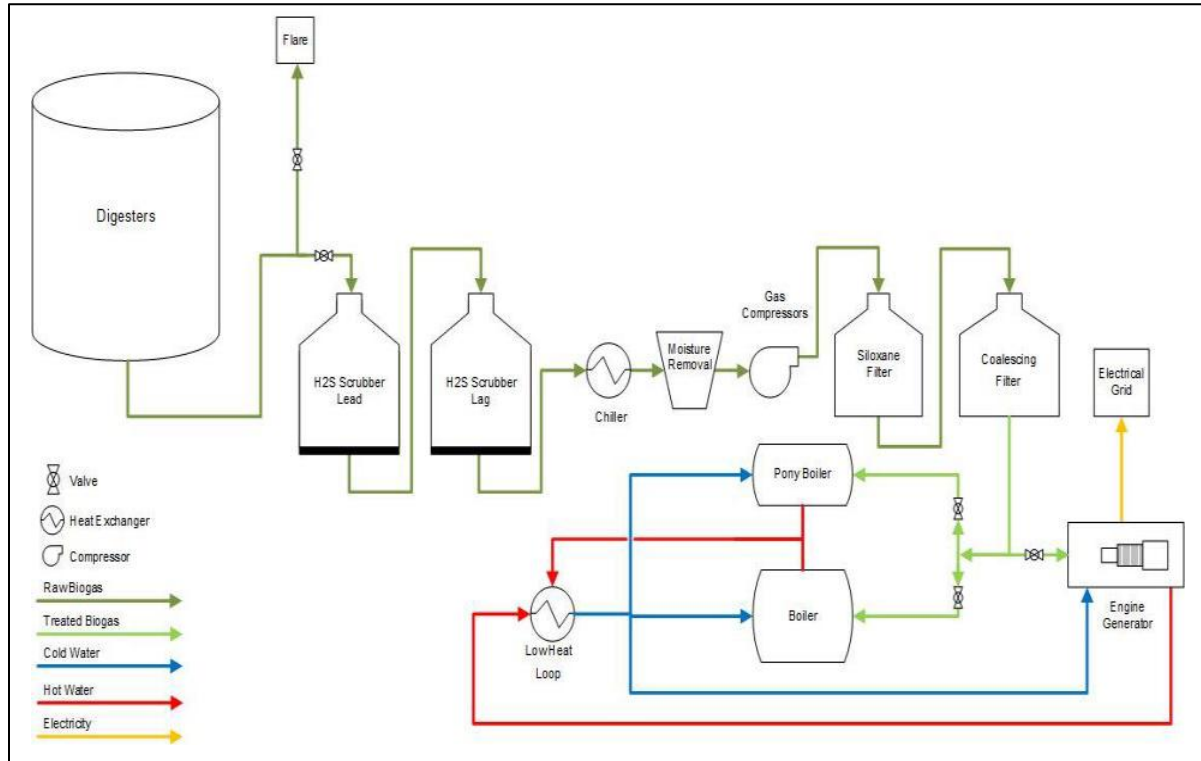 Flare
Digesters
H2S Scrubber
Lead
H2S Scrubber
Lag
Chiller
Moisture
Removal
Gas
Compressors
Siloxane
Filter
Coalescing
Filter
Electrical
Grid
Pony Boiler
Boiler
Low Heat
Loop
Engine
Generator
Valve
Heat Exchanger
Compressor
Raw Biogas
Treated Biogas
Cold Water
Hot Water
Electricity